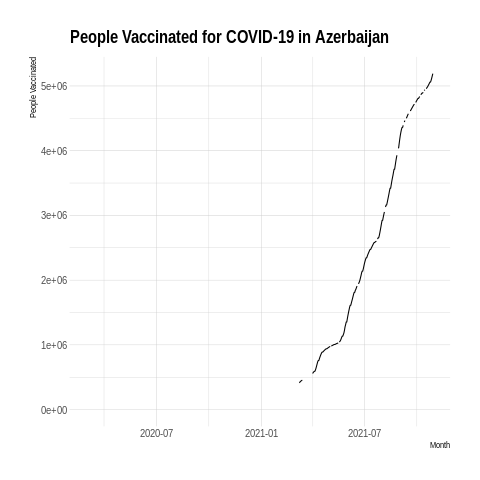 People Vaccinated for COVID-19 in Azerbaijan
People Vaccinated
5e+06
4e+06
3e+06
2e+06
1e+06
0e+00
2020-07 2021-01 2021-07
Month